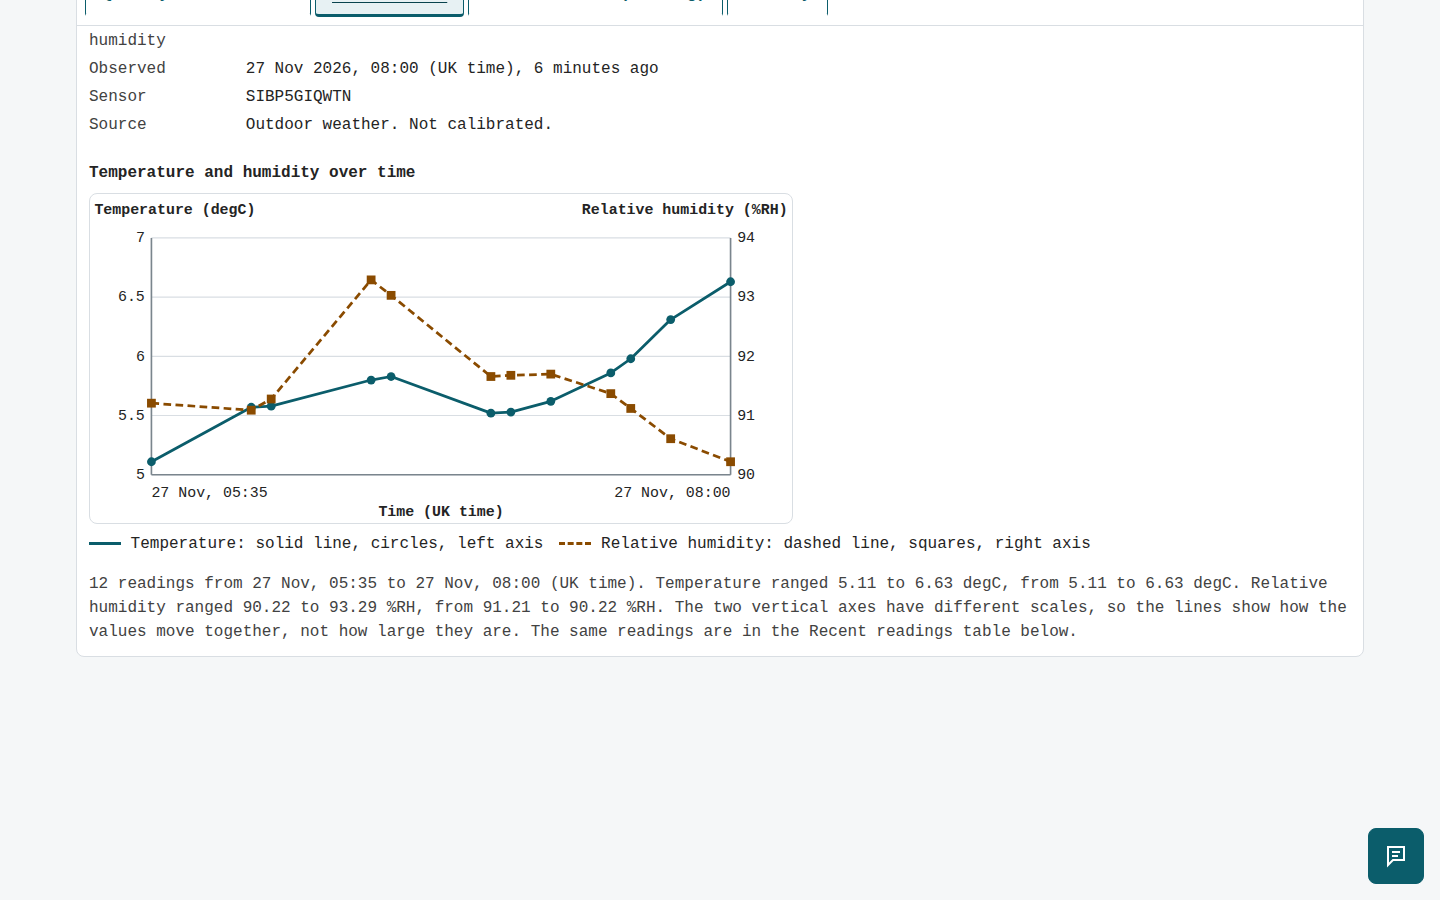 humidity
Observed 27 Nov 2026, 08:00 (UK time), 6 minutes ago
Sensor SIBP5GIQWTN
Source Outdoor weather. Not calibrated.
Temperature and humidity over time
Temperature (degC) Relative humidity (%RH)
7 94
6.5 93
6 92
5.5 91
5 90
27 Nov, 05:35 27 Nov, 08:00
Time (UK time)
Temperature: solid line, circles, left axis Relative humidity: dashed line, squares, right axis
12 readings from 27 Nov, 05:35 to 27 Nov, 08:00 (UK time). Temperature ranged 5.11 to 6.63 degC, from 5.11 to 6.63 degC. Relative
humidity ranged 90.22 to 93.29 %RH, from 91.21 to 90.22 %RH. The two vertical axes have different scales, so the lines show how the
values move together, not how large they are. The same readings are in the Recent readings table below.